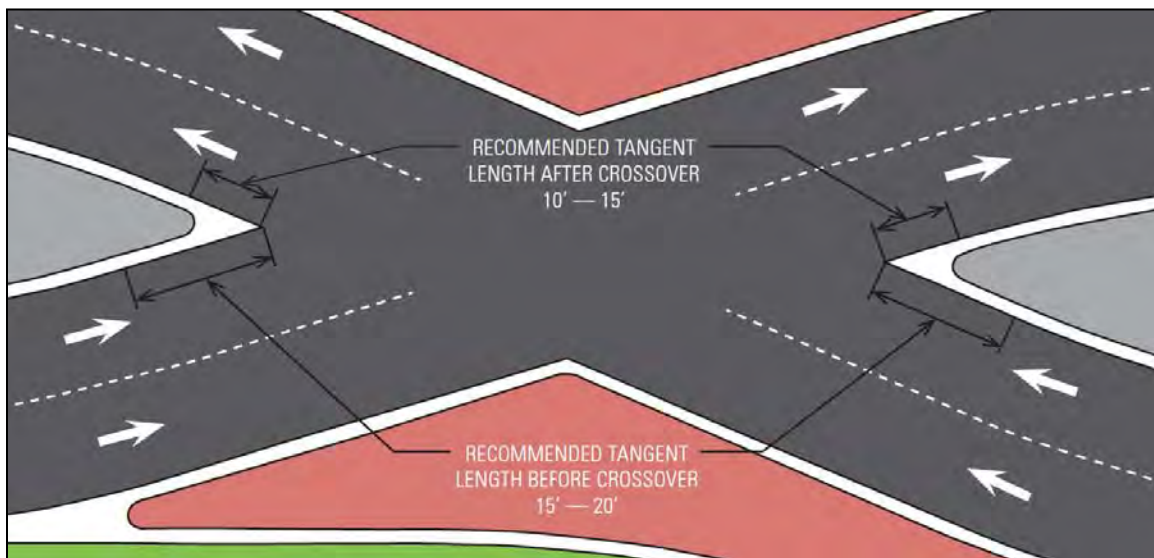 RECOMMENDED TANGENT
LENGTH AFTER CROSSOVER
10’ — 15’
RECOMMENDED TANGENT
LENGTH BEFORE CROSSOVER
15’ — 20’